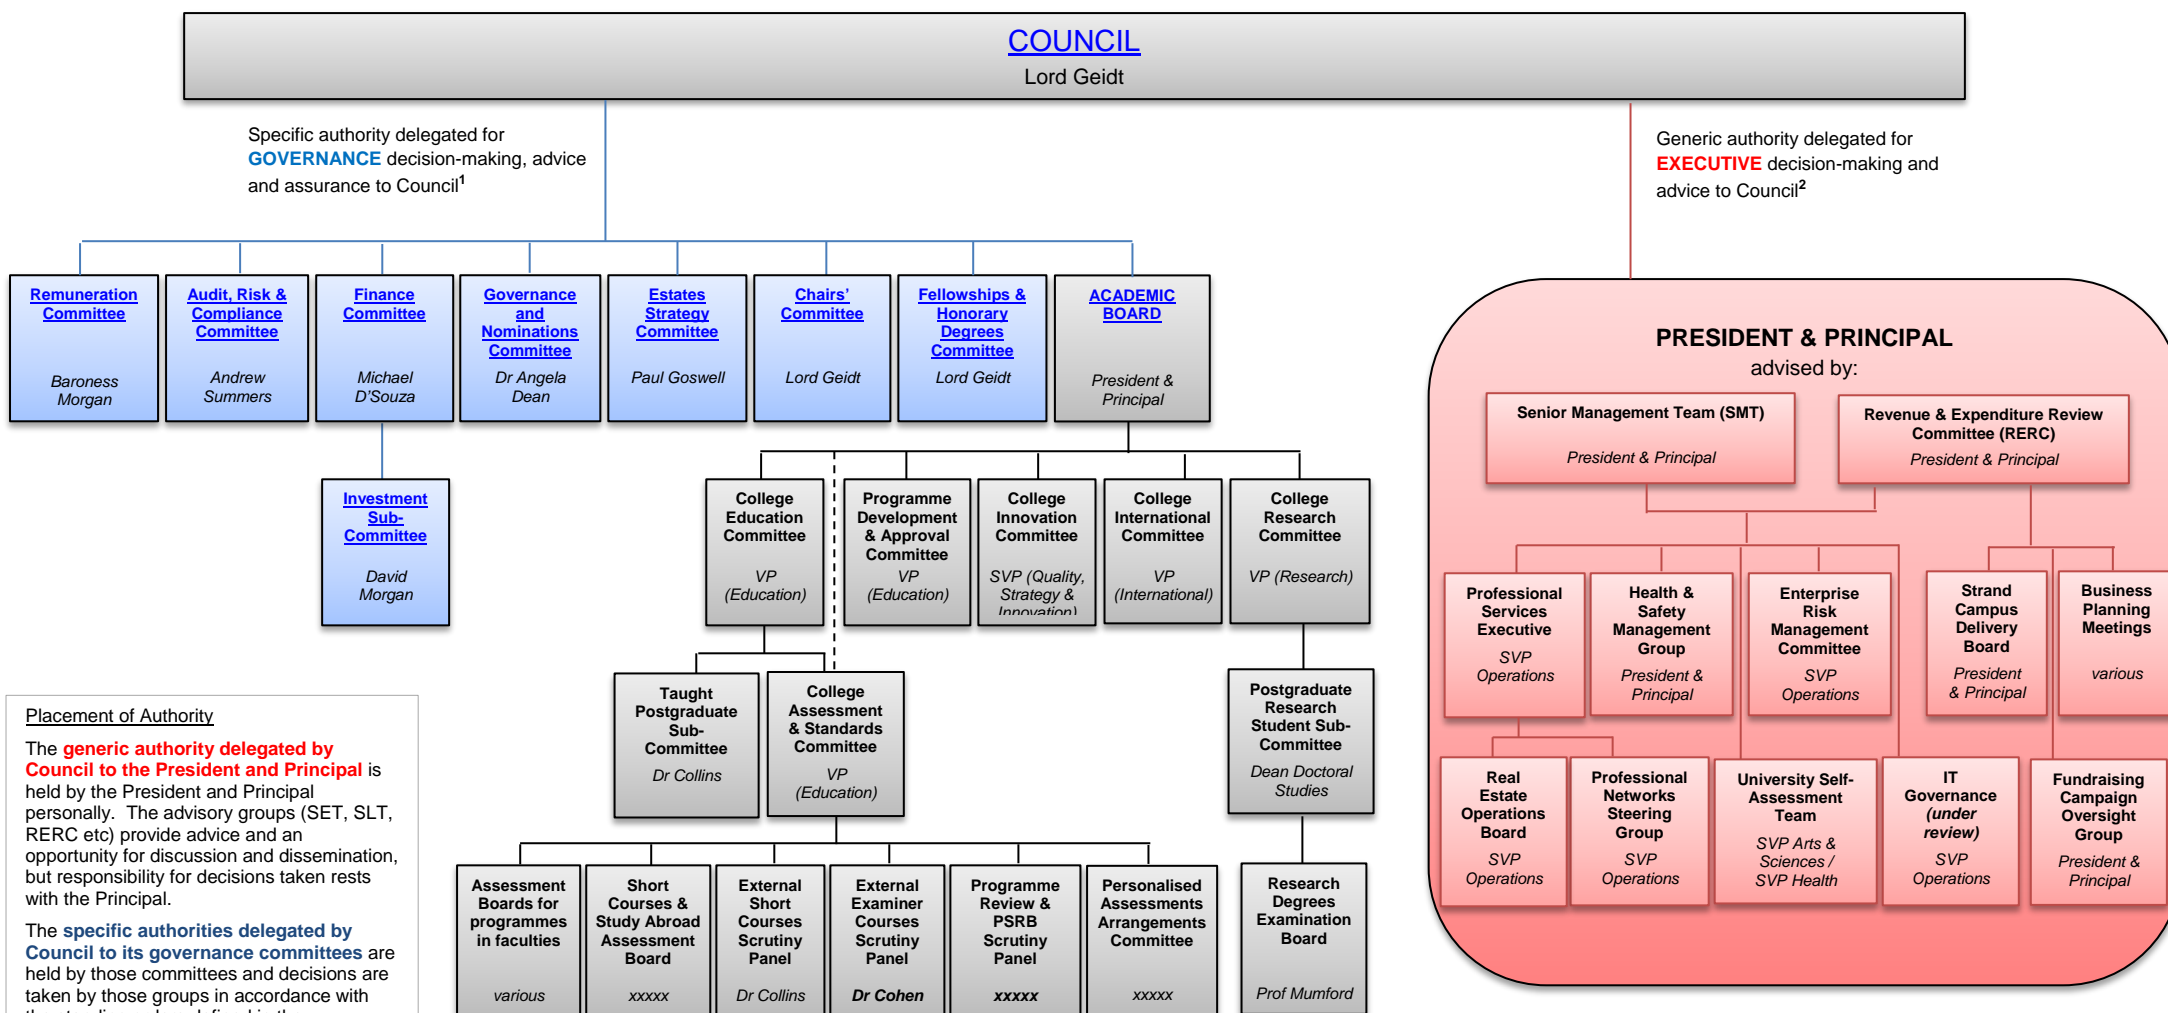 COUNCIL
Lord Geidt
Specific authority delegated for
GOVERNANCE decision-making, advice
and assurance to Council1
Generic authority delegated for
EXECUTIVE decision-making and
advice to Council2
Remuneration
Committee
Baroness
Morgan
Audit, Risk &
Compliance
Committee
Andrew
Summers
Finance
Committee
Michael
D'Souza
Governance
and
Nominations
Committee
Dr Angela
Dean
Estates
Strategy
Committee
Paul Goswell
Chairs'
Committee
Lord Geidt
Fellowships &
Honorary
Degrees
Committee
Lord Geidt
ACADEMIC
BOARD
President &
Principal
Investment
Sub-
Committee
David
Morgan
College
Education
Committee
VP
(Education)
Programme
Development
& Approval
Committee
VP
(Education)
College
Innovation
Committee
SVP (Quality,
Strategy &
Innovation)
College
International
Committee
VP
(International)
College
Research
Committee
VP (Research)
Taught
Postgraduate
Sub-
Committee
Dr Collins
College
Assessment
& Standards
Committee
VP
(Education)
Postgraduate
Research
Student Sub-
Committee
Dean Doctoral
Studies
Assessment
Boards for
programmes
in faculties
various
Short
Courses &
Study Abroad
Assessment
Board
xxxxx
External
Short
Courses
Scrutiny
Panel
Dr Collins
External
Examiner
Courses
Scrutiny
Panel
Dr Cohen
Programme
Review &
PSRB
Scrutiny
Panel
xxxxx
Personalised
Assessments
Arrangements
Committee
xxxxx
Research
Degrees
Examination
Board
Prof Mumford
PRESIDENT & PRINCIPAL
advised by:
Senior Management Team (SMT)
President & Principal
Revenue & Expenditure Review
Committee (RERC)
President & Principal
Professional
Services
Executive
SVP
Operations
Health &
Safety
Management
Group
President &
Principal
Enterprise
Risk
Management
Committee
SVP
Operations
Strand
Campus
Delivery
Board
President
& Principal
Business
Planning
Meetings
various
Real
Estate
Operations
Board
SVP
Operations
Professional
Networks
Steering
Group
SVP
Operations
University Self-
Assessment
Team
SVP Arts &
Sciences /
SVP Health
IT
Governance
(under
review)
SVP
Operations
Fundraising
Campaign
Oversight
Group
President &
Principal
Placement of Authority
The generic authority delegated by
Council to the President and Principal is
held by the President and Principal
personally.  The advisory groups (SET, SLT,
RERC etc) provide advice and an
opportunity for discussion and dissemination,
but responsibility for decisions taken rests
with the Principal.
The specific authorities delegated by
Council to its governance committees are
held by those committees and decisions are
taken by those groups in accordance with